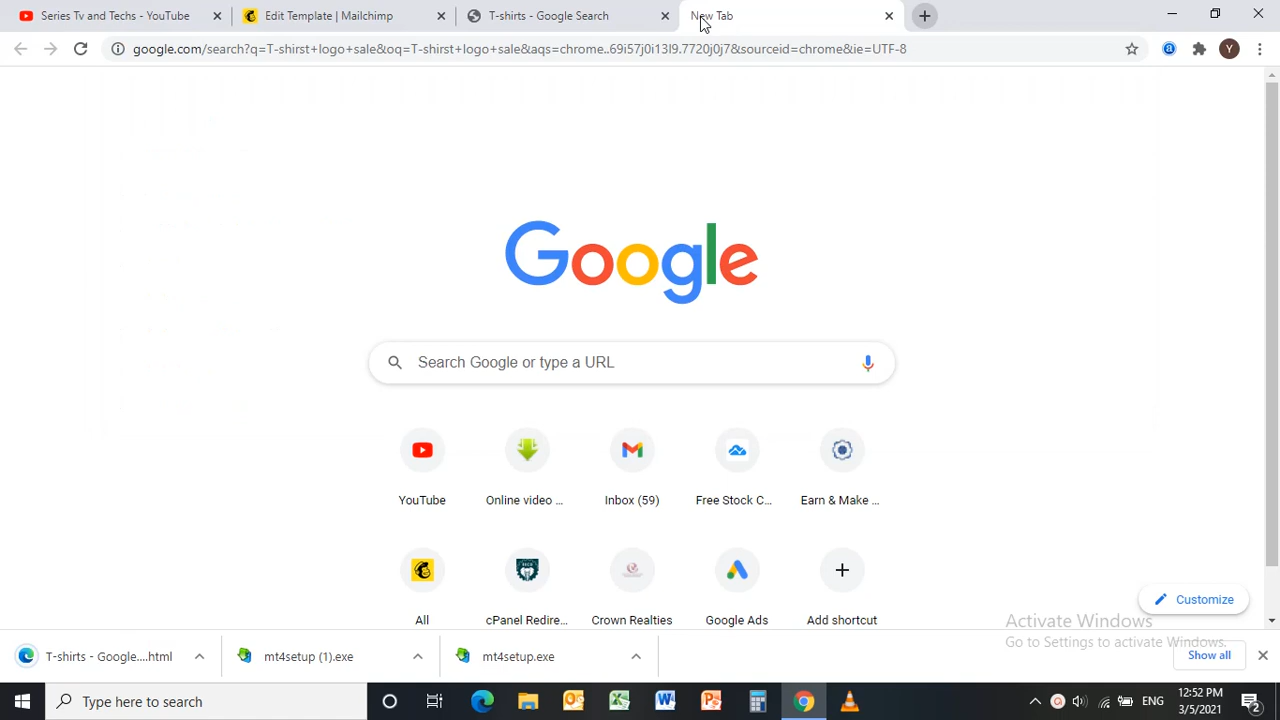 Series Tv and Techs - YouTube
Edit Template | Mailchimp
T-shirts - Google Search
New Tab
google.com/search?q=T-shirst+logo+sale&oq=T-shirst+logo+sale&aqs=chrome..69i57j0i13l9.7720j0j7&sourceid=chrome&ie=UTF-8
Y
Google
Search Google or type a URL
YouTube
Online video ...
Inbox (59)
Free Stock C...
Earn & Make ...
All
cPanel Redire...
Crown Realties
Google Ads
Add shortcut
Customize
Activate Windows
Go to Settings to activate Windows.
T-shirts - Google....html
mt4setup (1).exe
mt4setup.exe
Show all
Type here to search
ENG
12:52 PM
3/5/2021
2